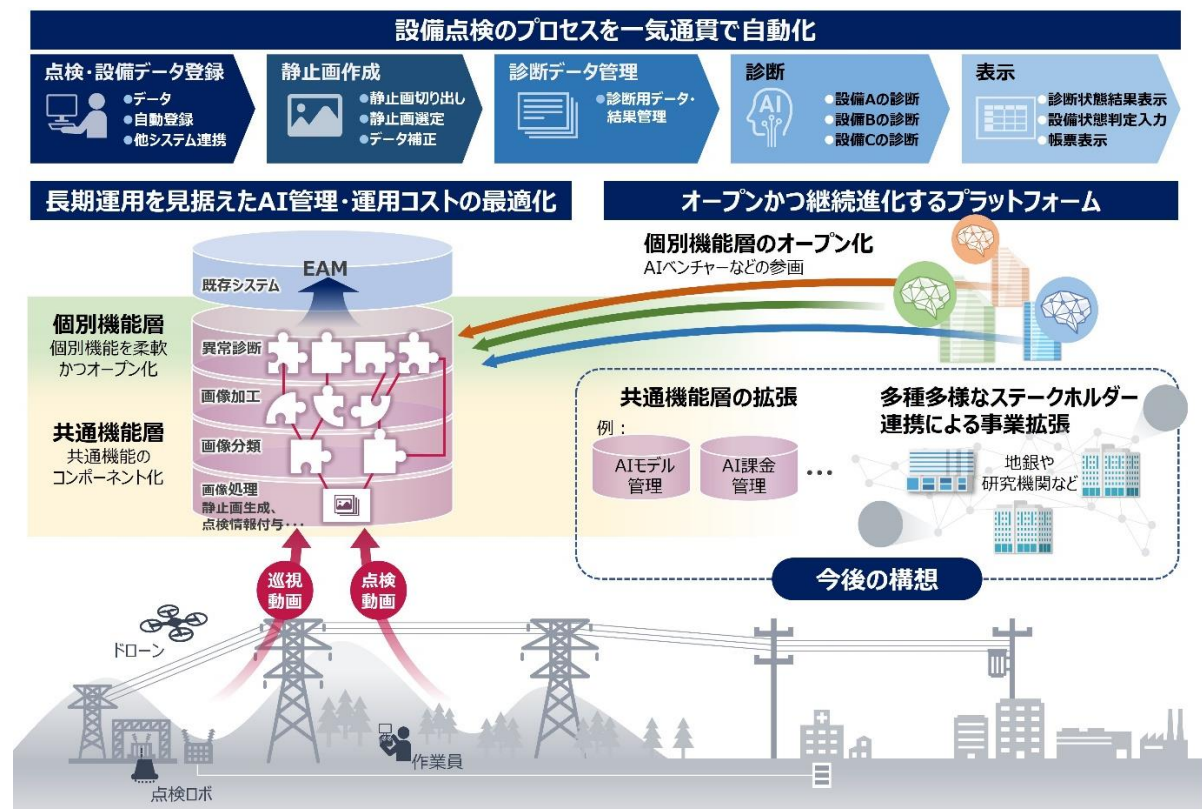 設備点検のプロセスを一気通貫で自動化
点検・設備データ登録
●データ
●自動登録
●他システム連携
静止画作成
●静止画切り出し
●静止画選定
●データ補正
診断データ管理
●診断用データ・
結果管理
診断
AI
●設備Aの診断
●設備Bの診断
●設備Cの診断
表示
●診断状態結果表示
●設備状態判定入力
●帳票表示
長期運用を見据えたAI管理・運用コストの最適化
EAM
既存システム
個別機能層
個別機能を柔軟
かつオープン化
異常診断
画像加工
共通機能層
共通機能の
コンポーネント化
画像分類
画像処理
静止画生成、
点検情報付与・・・
オープンかつ継続進化するプラットフォーム
個別機能層のオープン化
AIベンチャーなどの参画
共通機能層の拡張
例：
AIモデル
管理
AI課金
管理
…
多種多様なステークホルダー
連携による事業拡張
地銀や
研究機関など
今後の構想
巡視
動画
点検
動画
ドローン
作業員
点検ロボ